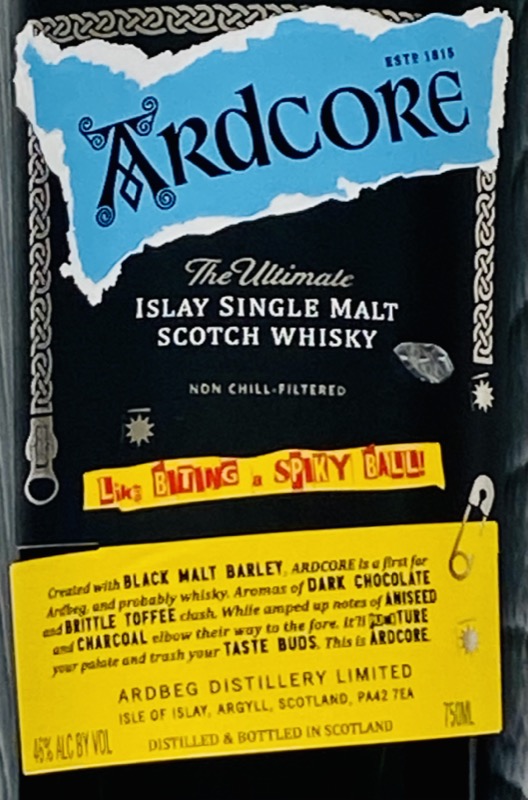 ESTD 1815
ARDCORE
The Ultimate
ISLAY SINGLE MALT
SCOTCH WHISKY
NON CHILL-FILTERED
Like BITING a SPIKY BALL!
Created with BLACK MALT BARLEY, ARDCORE is a first for
Ardbeg, and probably whisky. Aromas of DARK CHOCOLATE
and BRITTLE TOFFEE clash. While amped up notes of ANISEED
and CHARCOAL elbow their way to the fore. It'll PUNCTURE
your palate and trash your TASTE BUDS. This is ARDCORE.
ARDBEG DISTILLERY LIMITED
ISLE OF ISLAY, ARGYLL, SCOTLAND, PA42 7EA
46% ALC BY VOL DISTILLED & BOTTLED IN SCOTLAND 750ML